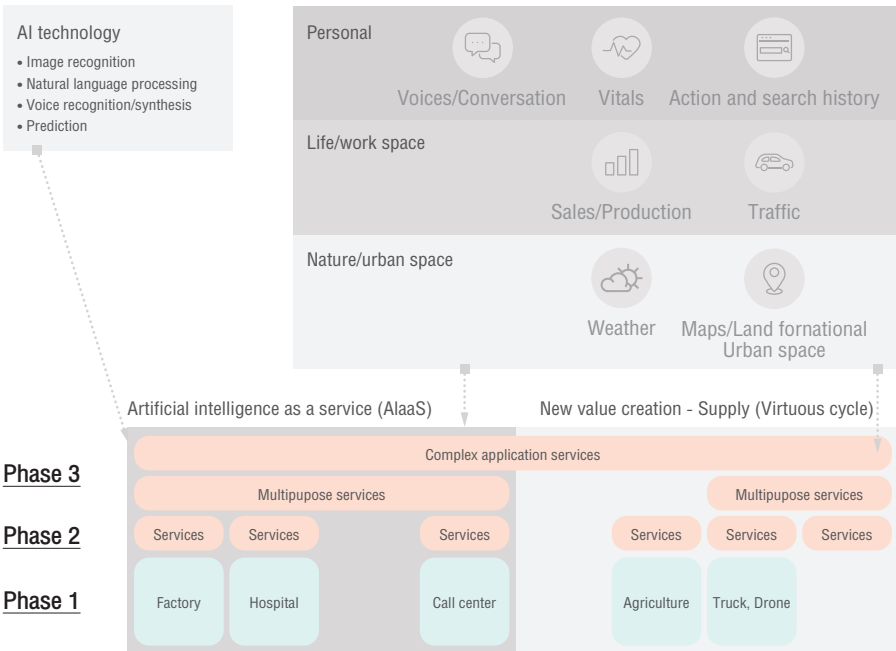 AI technology
• Image recognition
• Natural language processing
• Voice recognition/synthesis
• Prediction
Personal
Voices/Conversation
Vitals
Action and search history
Life/work space
Sales/Production
Traffic
Nature/urban space
Weather
Maps/Land fornational
Urban space
Artificial intelligence as a service (AIaaS)
New value creation - Supply (Virtuous cycle)
Phase 3
Complex application services
Multipupose services
Multipupose services
Phase 2
Services
Services
Services
Services
Services
Services
Phase 1
Factory
Hospital
Call center
Agriculture
Truck, Drone